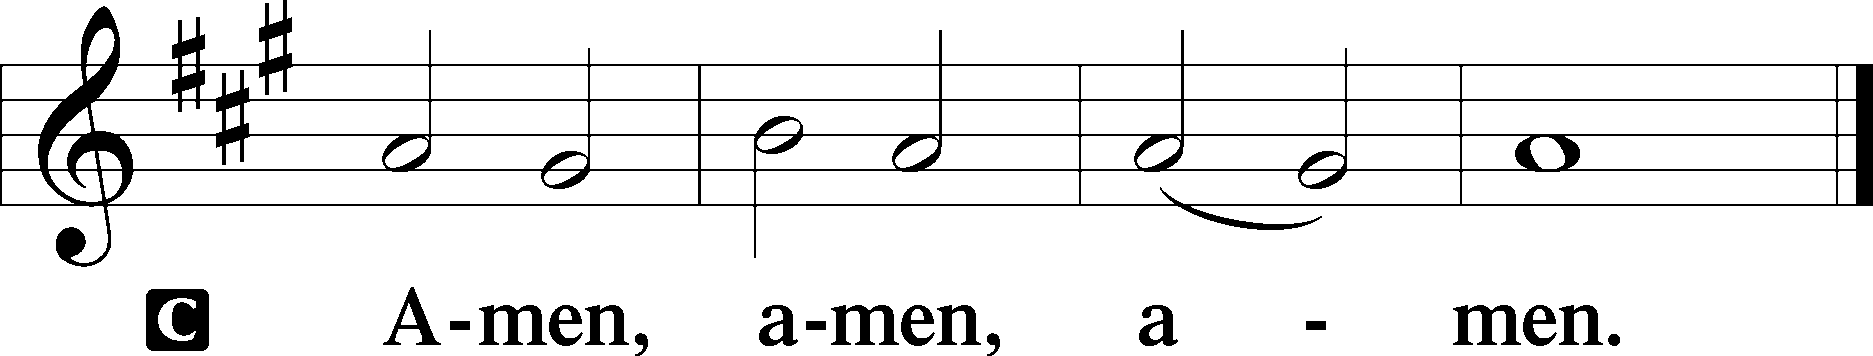 C A-men, a-men, a - men.